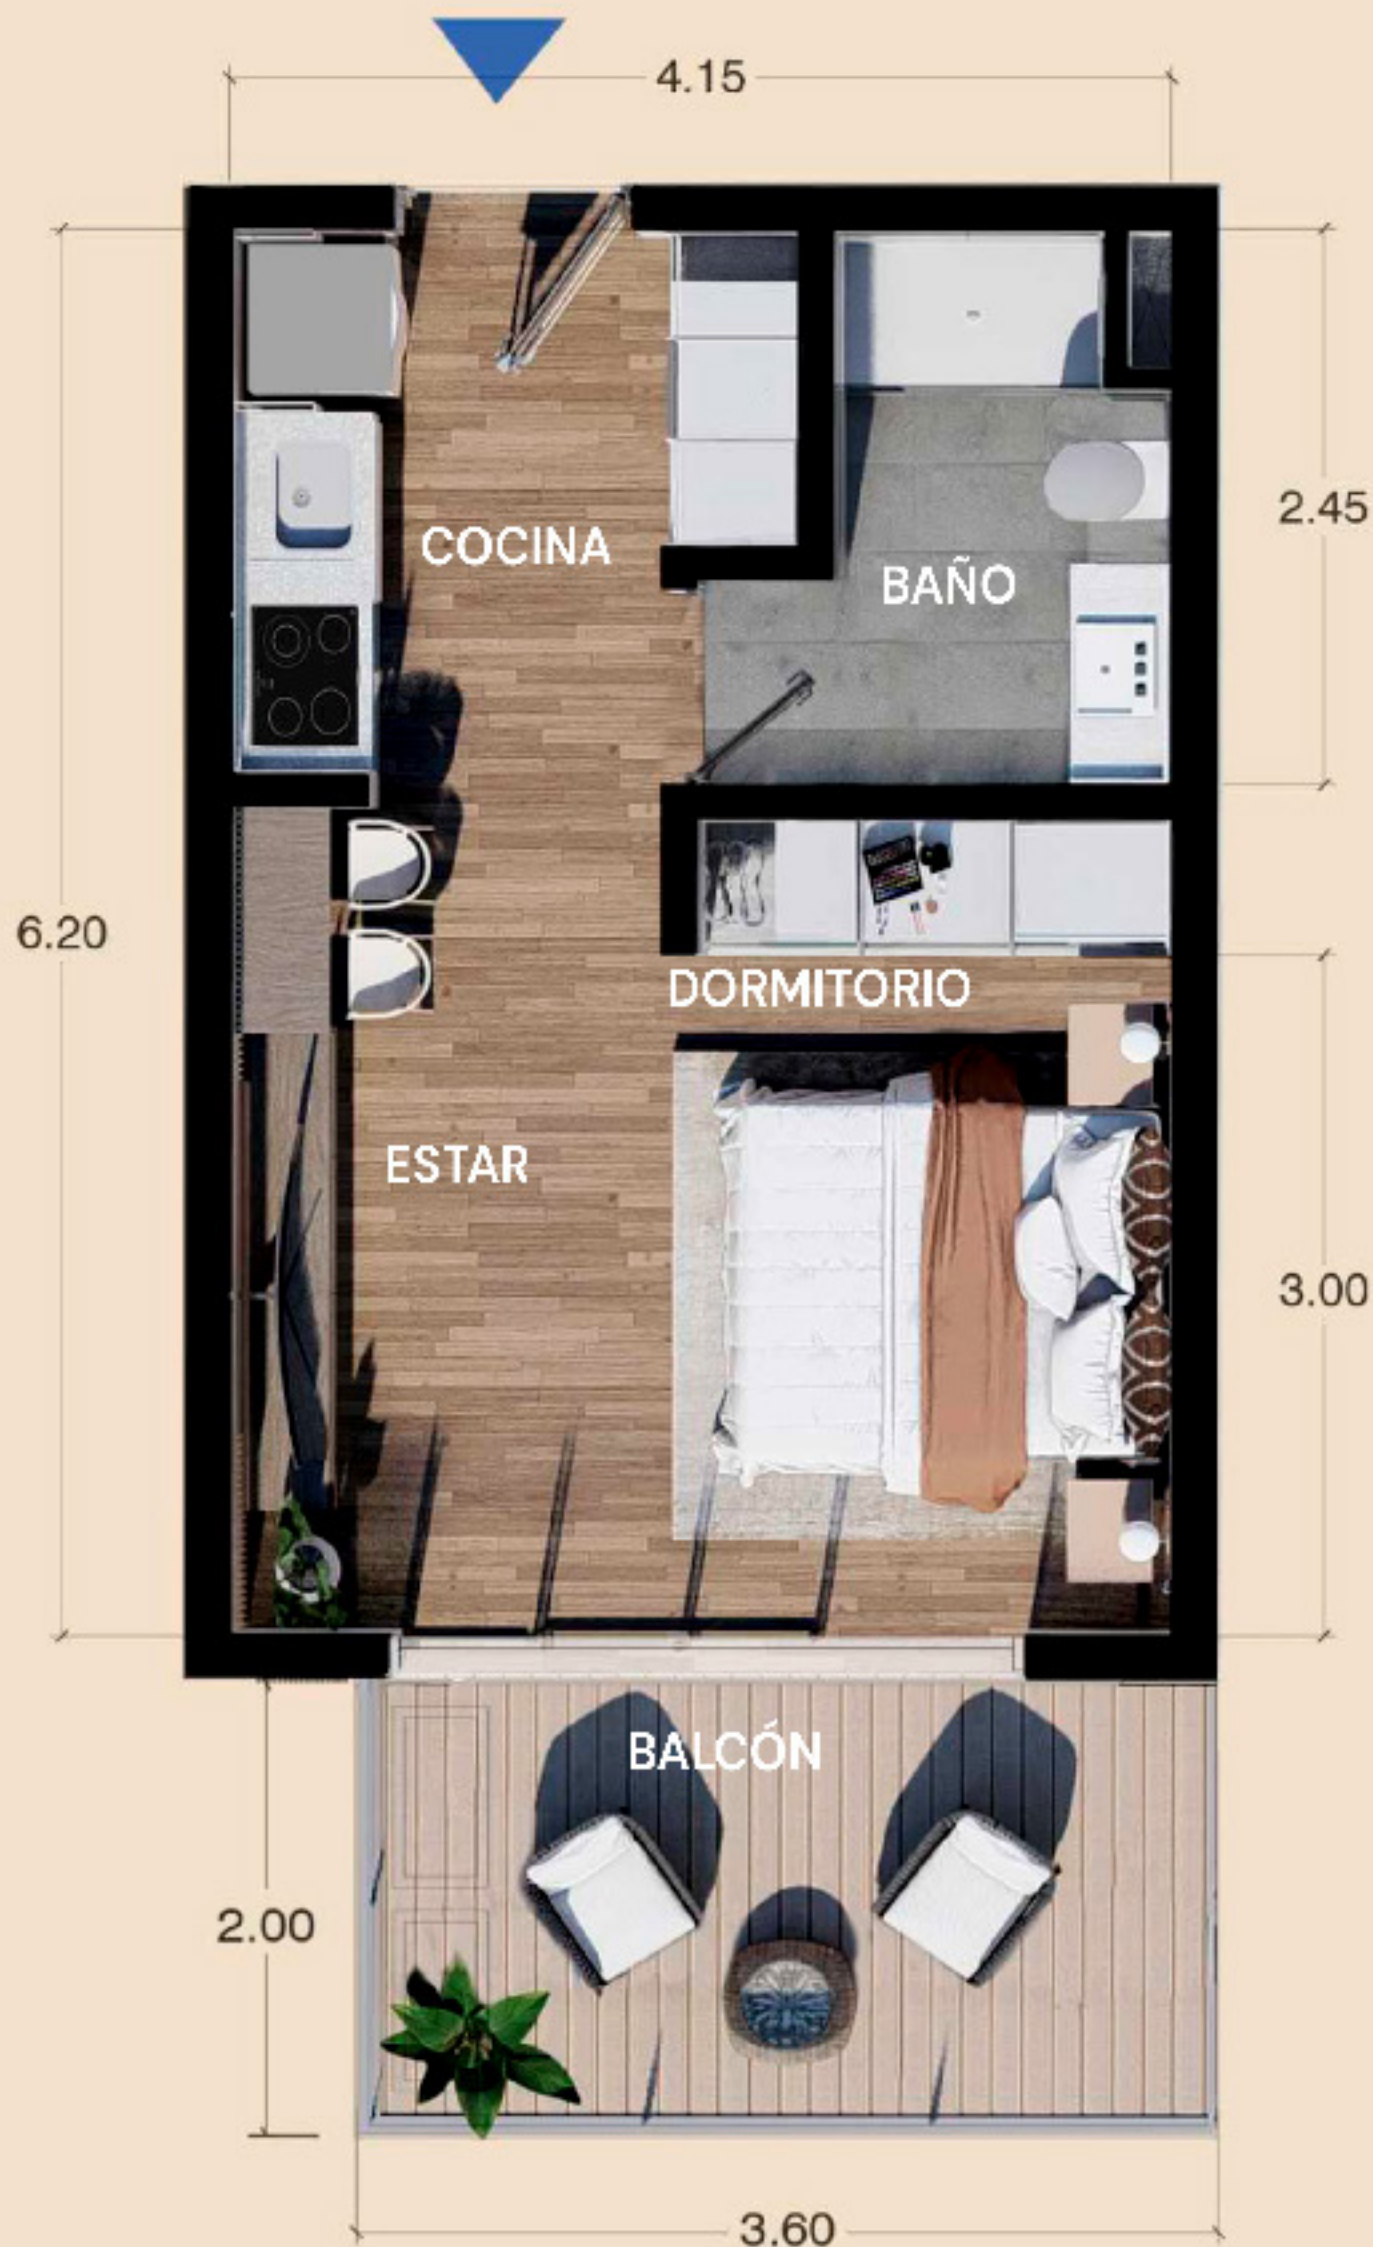 4.15
COCINA
2.45
BAÑO
6.20
DORMITORIO
ESTAR
3.00
BALCÓN
2.00
3.60